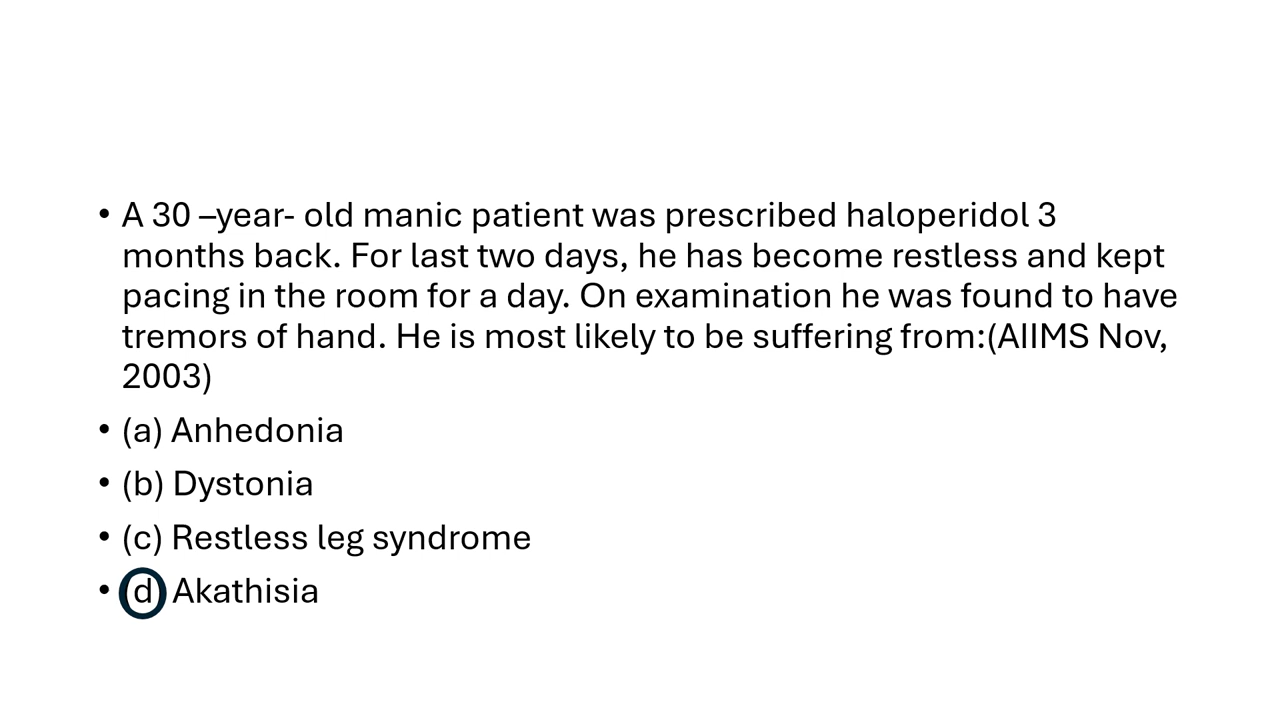 • A 30 –year- old manic patient was prescribed haloperidol 3
months back. For last two days, he has become restless and kept
pacing in the room for a day. On examination he was found to have
tremors of hand. He is most likely to be suffering from:(AIIMS Nov,
2003)
• (a) Anhedonia
• (b) Dystonia
• (c) Restless leg syndrome
• (d) Akathisia